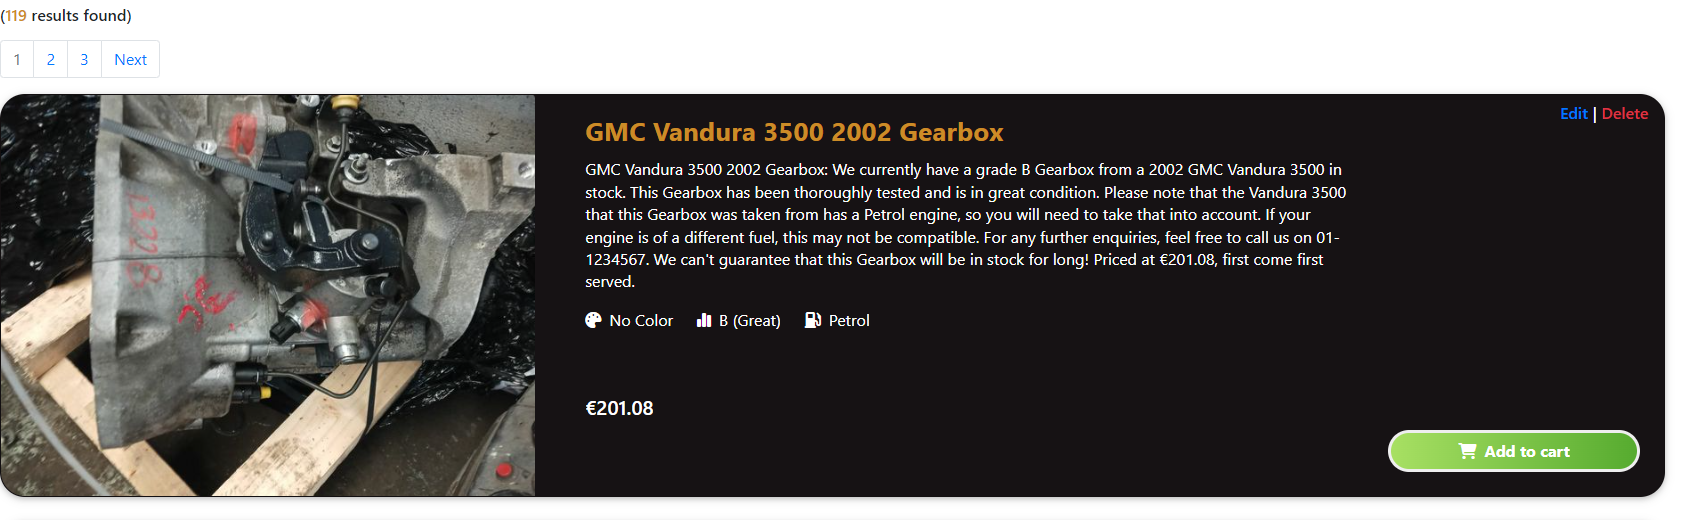 (119 results found)
1 2 3 Next
Edit | Delete
GMC Vandura 3500 2002 Gearbox
GMC Vandura 3500 2002 Gearbox: We currently have a grade B Gearbox from a 2002 GMC Vandura 3500 in
stock. This Gearbox has been thoroughly tested and is in great condition. Please note that the Vandura 3500
that this Gearbox was taken from has a Petrol engine, so you will need to take that into account. If your
engine is of a different fuel, this may not be compatible. For any further enquiries, feel free to call us on 01-
1234567. We can't guarantee that this Gearbox will be in stock for long! Priced at €201.08, first come first
served.
No Color B (Great) Petrol
€201.08
Add to cart